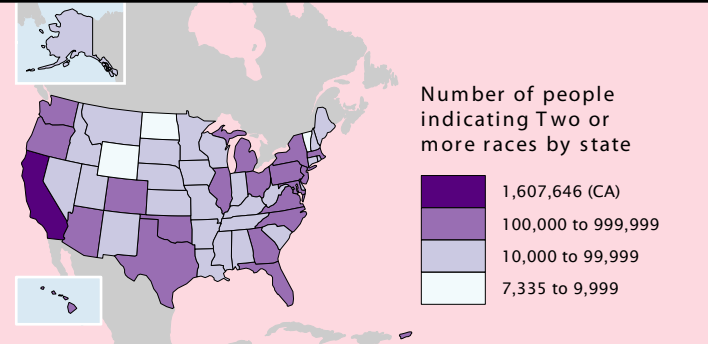 Number of people
indicating Two or
more races by state
1,607,646 (CA)
100,000 to 999,999
10,000 to 99,999
7,335 to 9,999